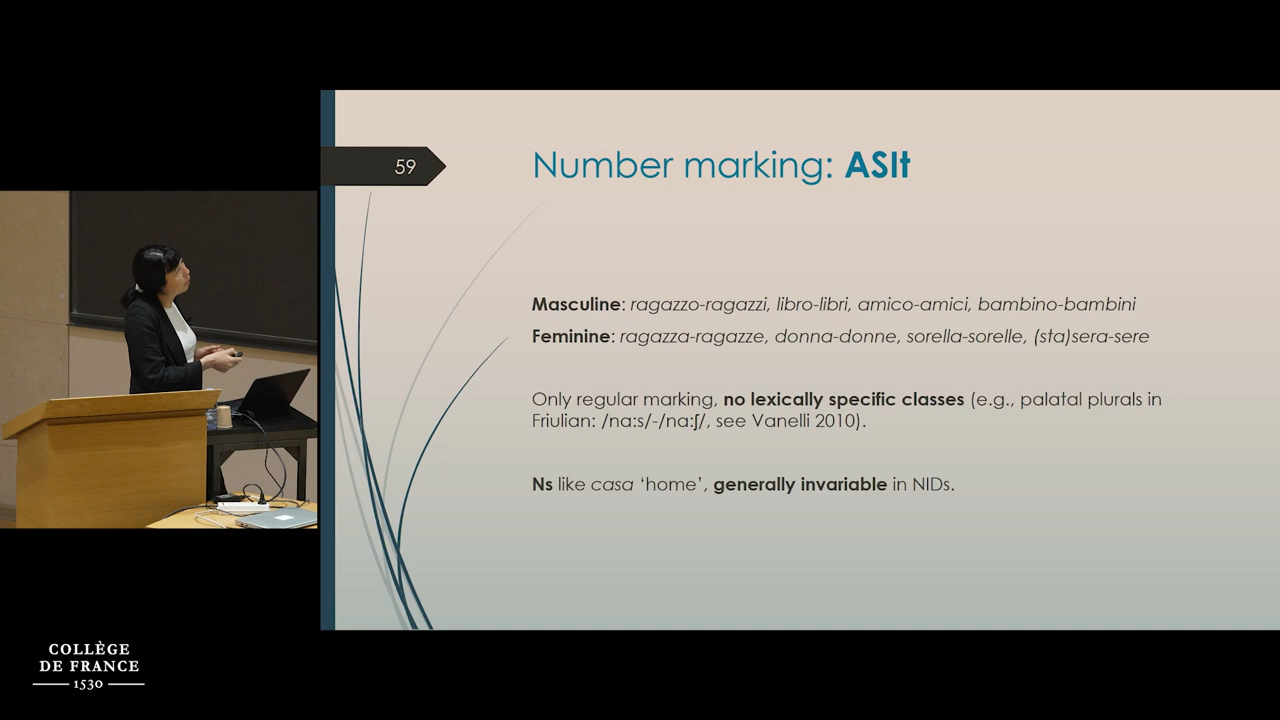 59
Number marking: ASIt
Masculine: ragazzo-ragazzi, libro-libri, amico-amici, bambino-bambini
Feminine: ragazza-ragazze, donna-donne, sorella-sorelle, (sta)sera-sere
Only regular marking, no lexically specific classes (e.g., palatal plurals in
Friulian: /na:s/-/na:ʃ/, see Vanelli 2010).
Ns like casa ‘home’, generally invariable in NIDs.
COLLÈGE
DE FRANCE
1530